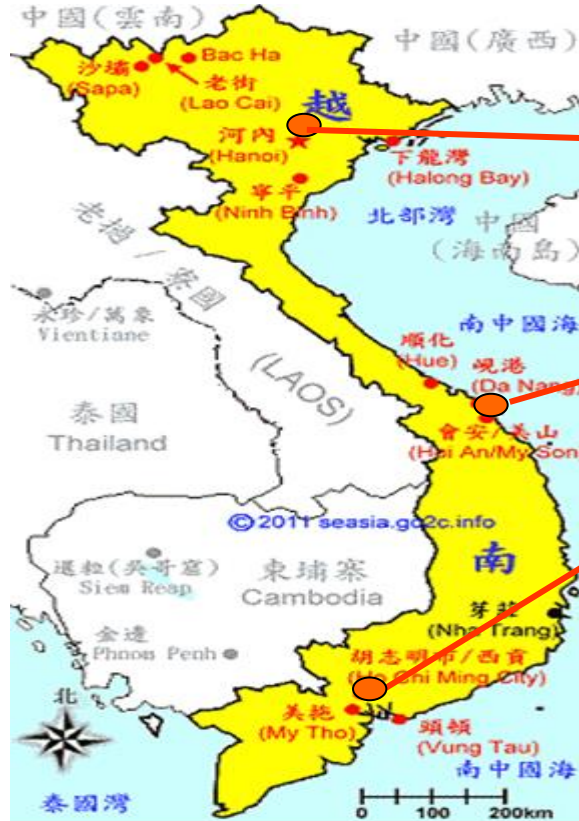 中國(雲南)
中國(廣西)
Bac Ha
沙壩
(Sapa)
老街
(Lao Cai)
越
河內
(Hanoi)
下龍灣
(Halong Bay)
寧平
(Ninh Binh)
北部灣
中國
(海南島)
老撾/寮國
(LAOS)
永珍/萬象
Vientiane
南中國海
順化
(Hue)
峴港
(Da Nang)
會安/美山
(Hoi An/My Son)
泰國
Thailand
© 2011 seasia.go2c.info
暹粒(吳哥窟)
Siem Reap
柬埔寨
Cambodia
南
芽莊
(Nha Trang)
金邊
Phnom Penh
胡志明市/西貢
(Ho Chi Ming City)
北
美拖
(My Tho)
頭頓
(Vung Tau)
南中國海
泰國灣
0 100 200km